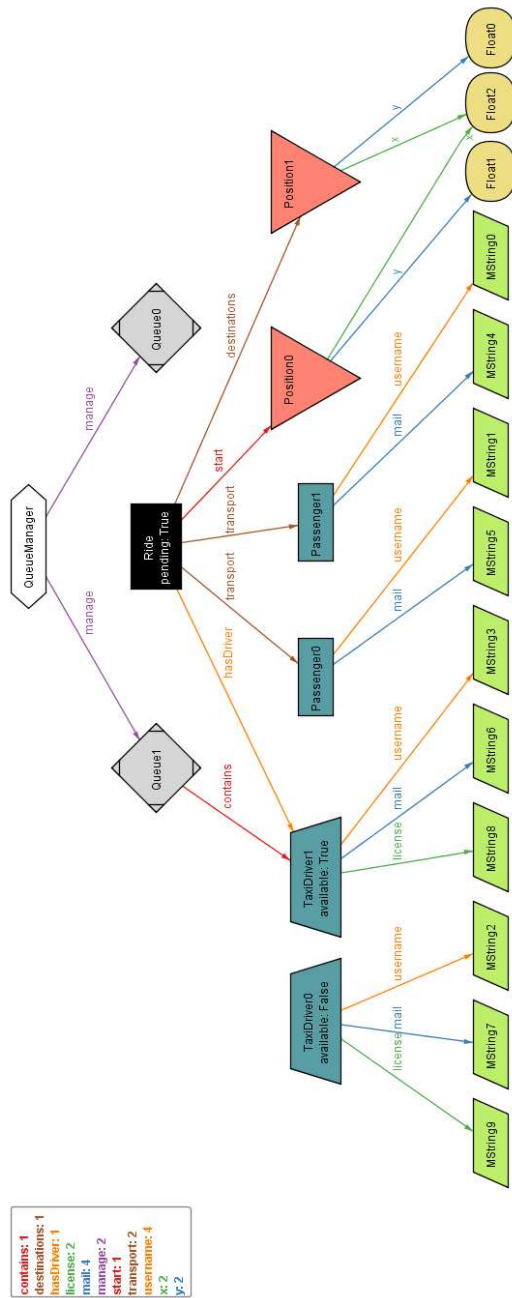 contains: 1
destinations: 1
hasDriver: 1
license: 2
mail: 4
manage: 2
start: 1
transport: 2
username: 4
x: 2
y: 2
QueueManager
manage
manage
Queue1
Queue0
contains
Ride
pending: True
hasDriver
transport
transport
start
destinations
TaxiDriver0
available: False
TaxiDriver1
available: True
Passenger0
Passenger1
Position0
Position1
license
mail
username
license
mail
username
mail
username
mail
username
y
x
x
y
MString9
MString7
MString2
MString8
MString6
MString3
MString5
MString1
MString4
MString0
Float1
Float2
Float0